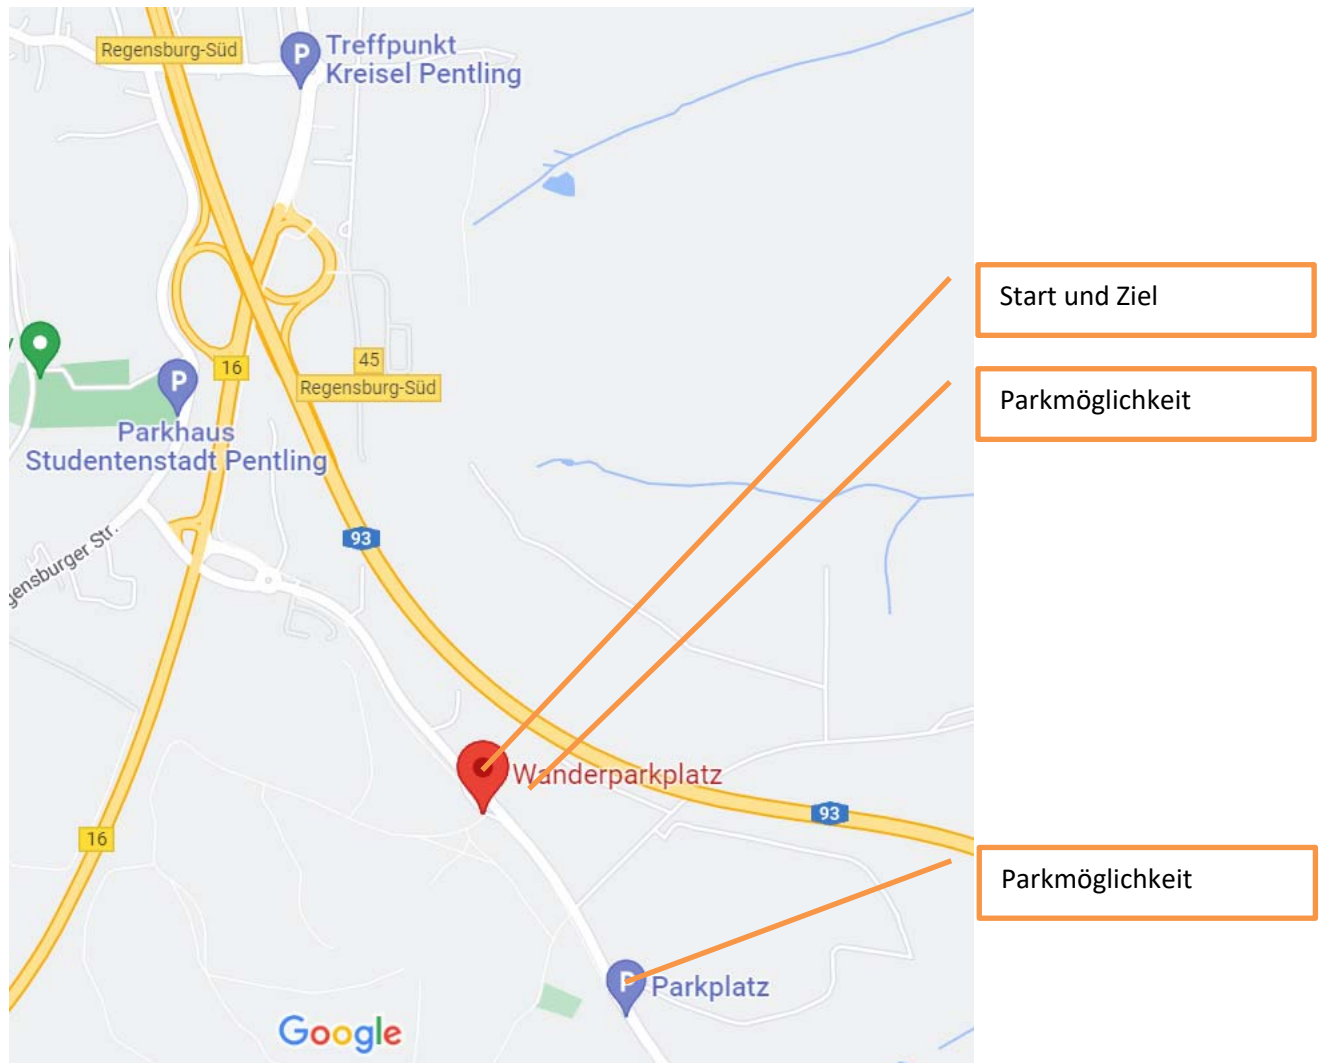 Regensburg-Süd
P
Treffpunkt
Kreisel Pentling
Start und Ziel
16
45
Regensburg-Süd
P
Parkhaus
Studentenstadt Pentling
Parkmöglichkeit
gensburger Str.
93
Wanderparkplatz
93
16
Parkmöglichkeit
P
Parkplatz
Google